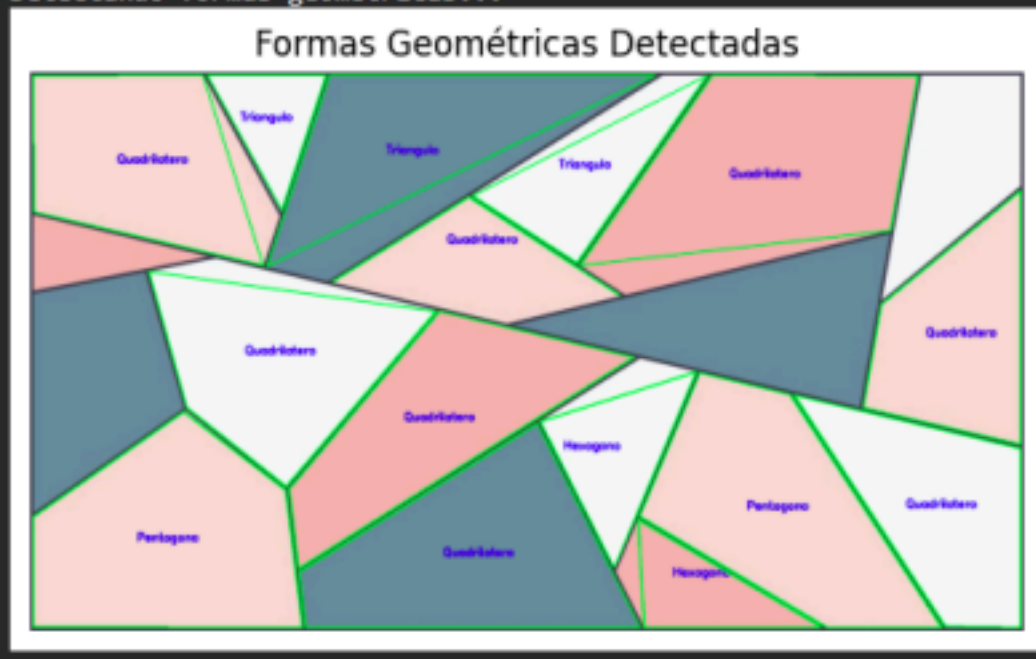 Formas Geométricas Detectadas
Triangulo
Triangulo
Quadrilatero
Triangulo
Quadrilatero
Quadrilatero
Quadrilatero
Quadrilatero
Quadrilatero
Hexagono
Quadrilatero
Pentagono
Pentagono
Quadrilatero
Hexagono